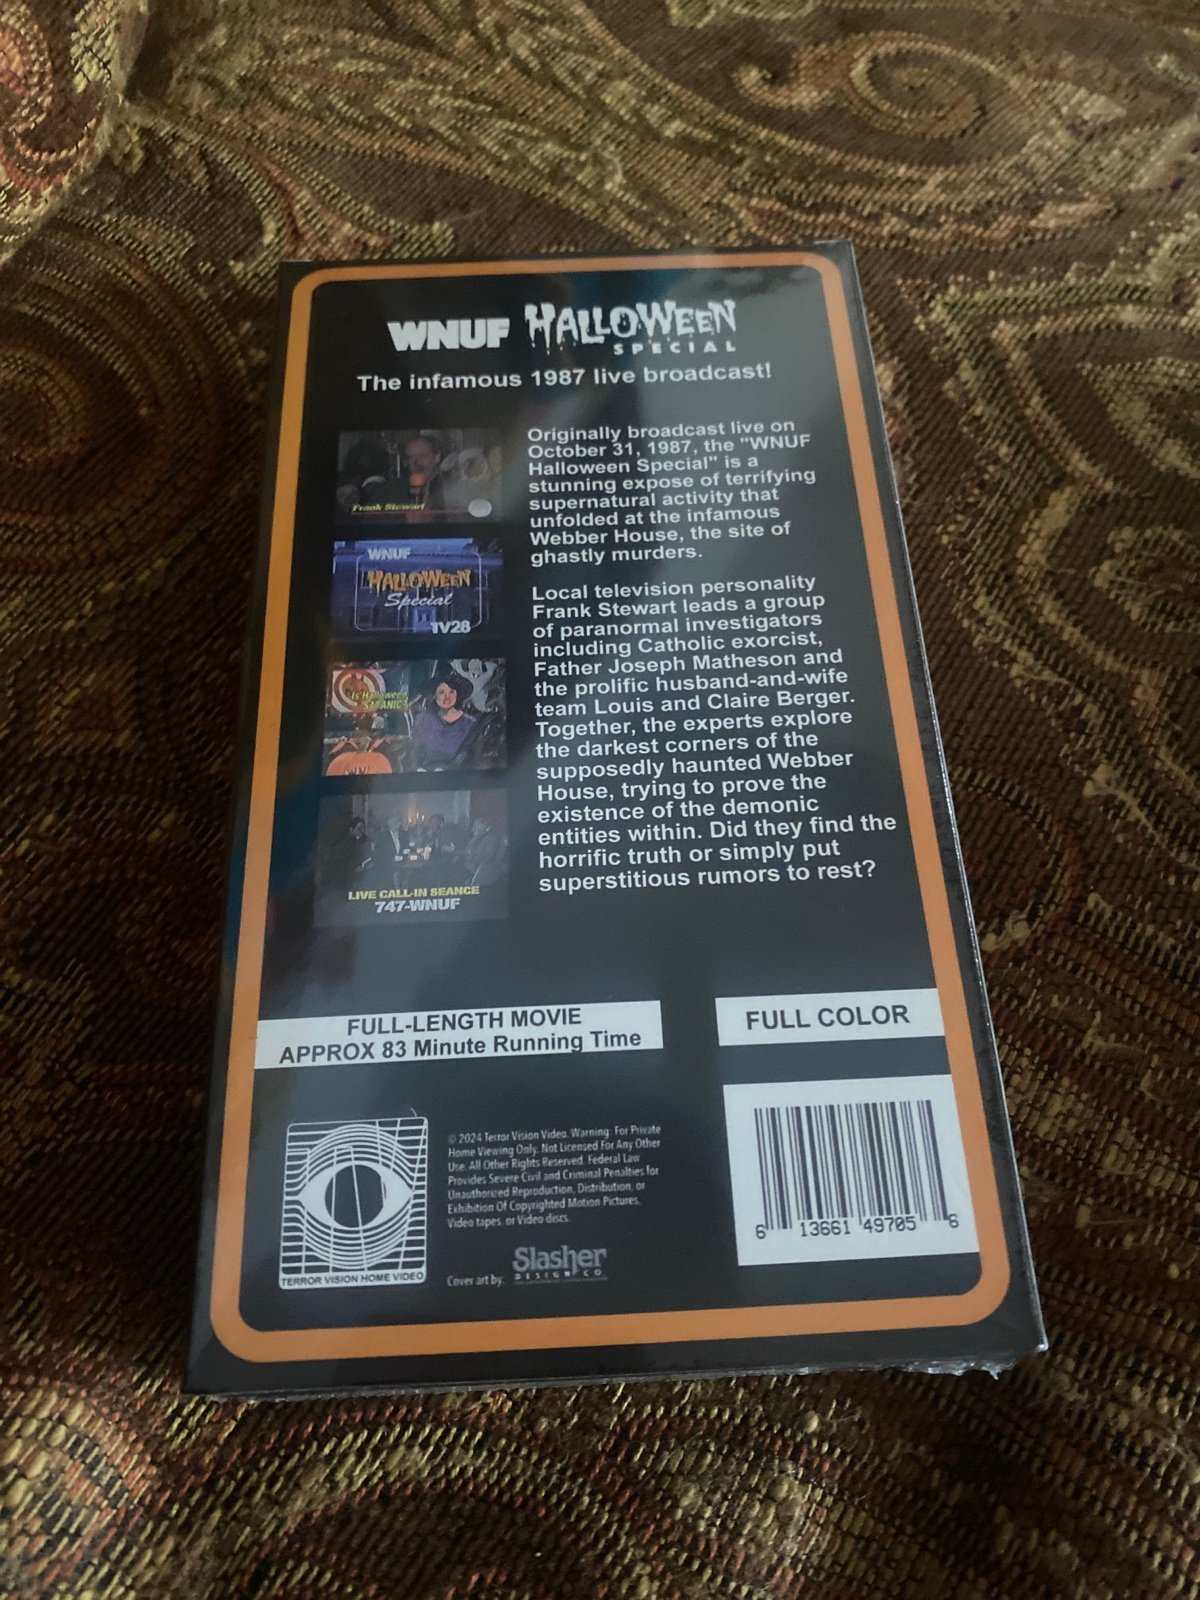 WNUF HALLOWEEN
SPECIAL
The infamous 1987 live broadcast!
Frank Stewart
WNUF
HALLOWEEN
Special
TV28
Is Halloween
SATANIC?
LIVE CALL-IN SEANCE
747-WNUF
Originally broadcast live on
October 31, 1987, the "WNUF
Halloween Special" is a
stunning expose of terrifying
supernatural activity that
unfolded at the infamous
Webber House, the site of
ghastly murders.
Local television personality
Frank Stewart leads a group
of paranormal investigators
including Catholic exorcist,
Father Joseph Matheson and
the prolific husband-and-wife
team Louis and Claire Berger.
Together, the experts explore
the darkest corners of the
supposedly haunted Webber
House, trying to prove the
existence of the demonic
entities within. Did they find the
horrific truth or simply put
superstitious rumors to rest?
FULL-LENGTH MOVIE
APPROX 83 Minute Running Time
FULL COLOR
TERROR VISION HOME VIDEO
© 2024 Terror Vision Video. Warning: For Private
Home Viewing Only. Not Licensed For Any Other
Use. All Other Rights Reserved. Federal Law
Provides Severe Civil and Criminal Penalties for
Unauthorized Reproduction, Distribution, or
Exhibition Of Copyrighted Motion Pictures,
Video tapes, or Video discs.
Cover art by: Slasher
DESIGN CO
6 13661 49705 6